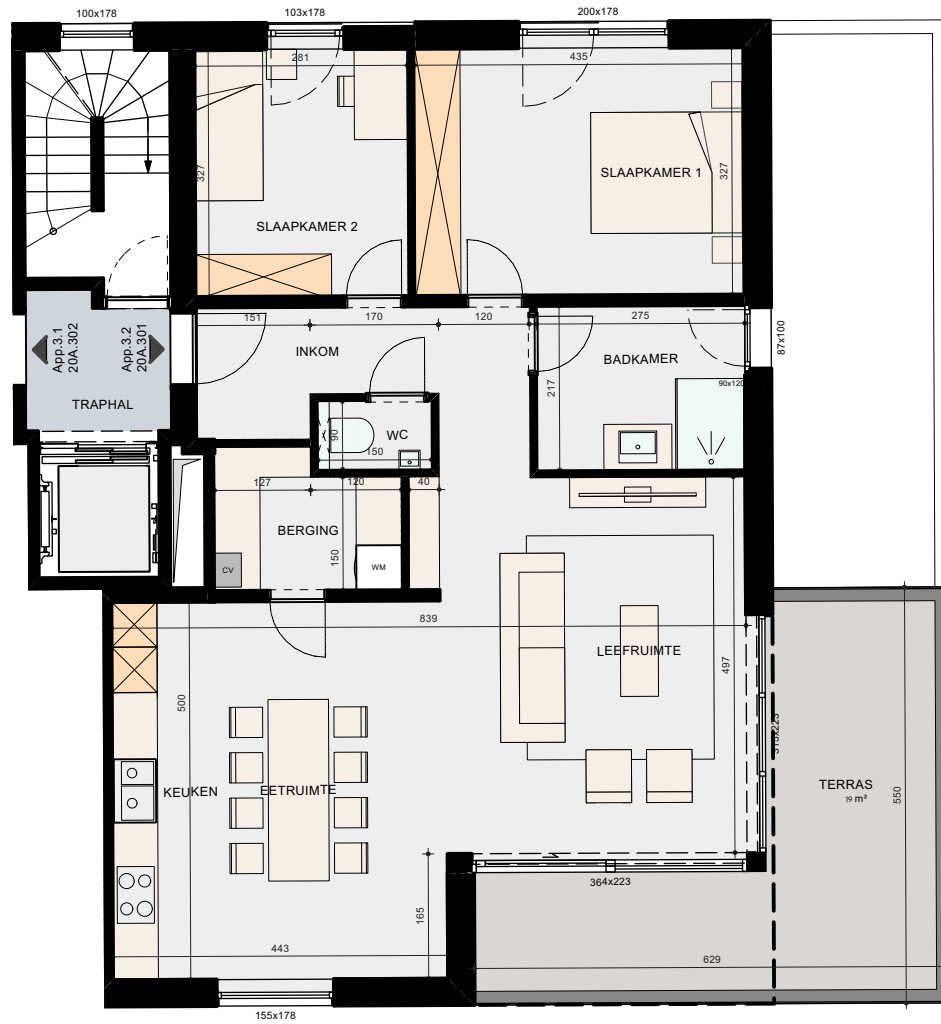 100x178
103x178
200x178
281
435
327
327
SLAAPKAMER 1
SLAAPKAMER 2
151
170
120
275
App.3.1
20A.302
App.3.2
20A.301
INKOM
BADKAMER
87x100
TRAPHAL
217
90x120
90
WC
150
127
120
40
BERGING
150
CV
WM
839
LEEFRUIMTE
497
500
315x223
KEUKEN
EETRUIMTE
TERRAS
19 m²
550
364x223
165
443
629
155x178